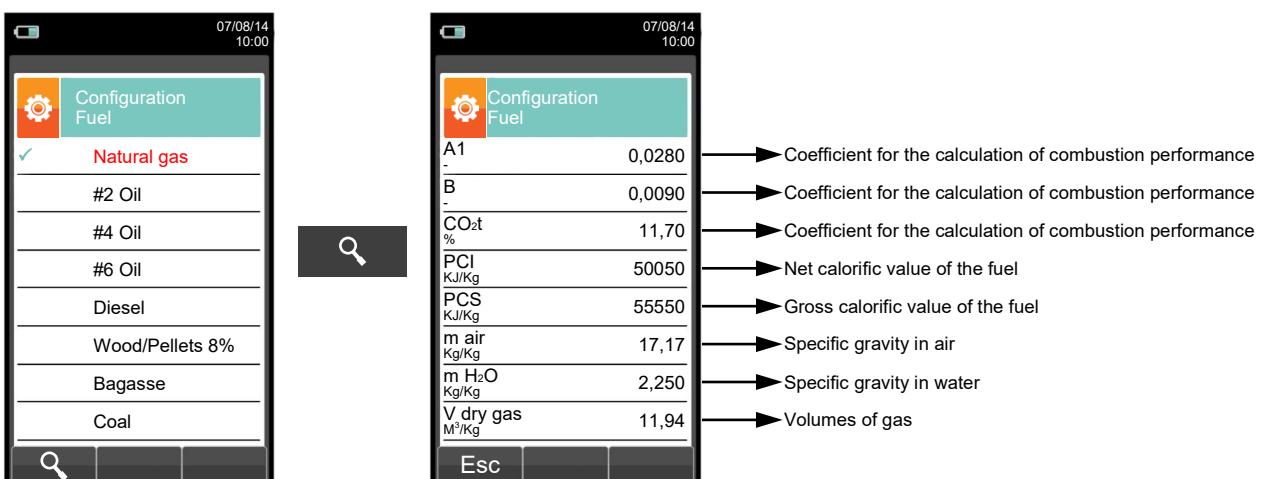 07/08/14
10:00
Configuration
Fuel
✓ Natural gas
#2 Oil
#4 Oil
#6 Oil
Diesel
Wood/Pellets 8%
Bagasse
Coal
07/08/14
10:00
Configuration
Fuel
A1
-
0,0280
Coefficient for the calculation of combustion performance
B
-
0,0090
Coefficient for the calculation of combustion performance
CO₂t
%
11,70
Coefficient for the calculation of combustion performance
PCI
KJ/Kg
50050
Net calorific value of the fuel
PCS
KJ/Kg
55550
Gross calorific value of the fuel
m air
Kg/Kg
17,17
Specific gravity in air
m H₂O
Kg/Kg
2,250
Specific gravity in water
V dry gas
M³/Kg
11,94
Volumes of gas
Esc